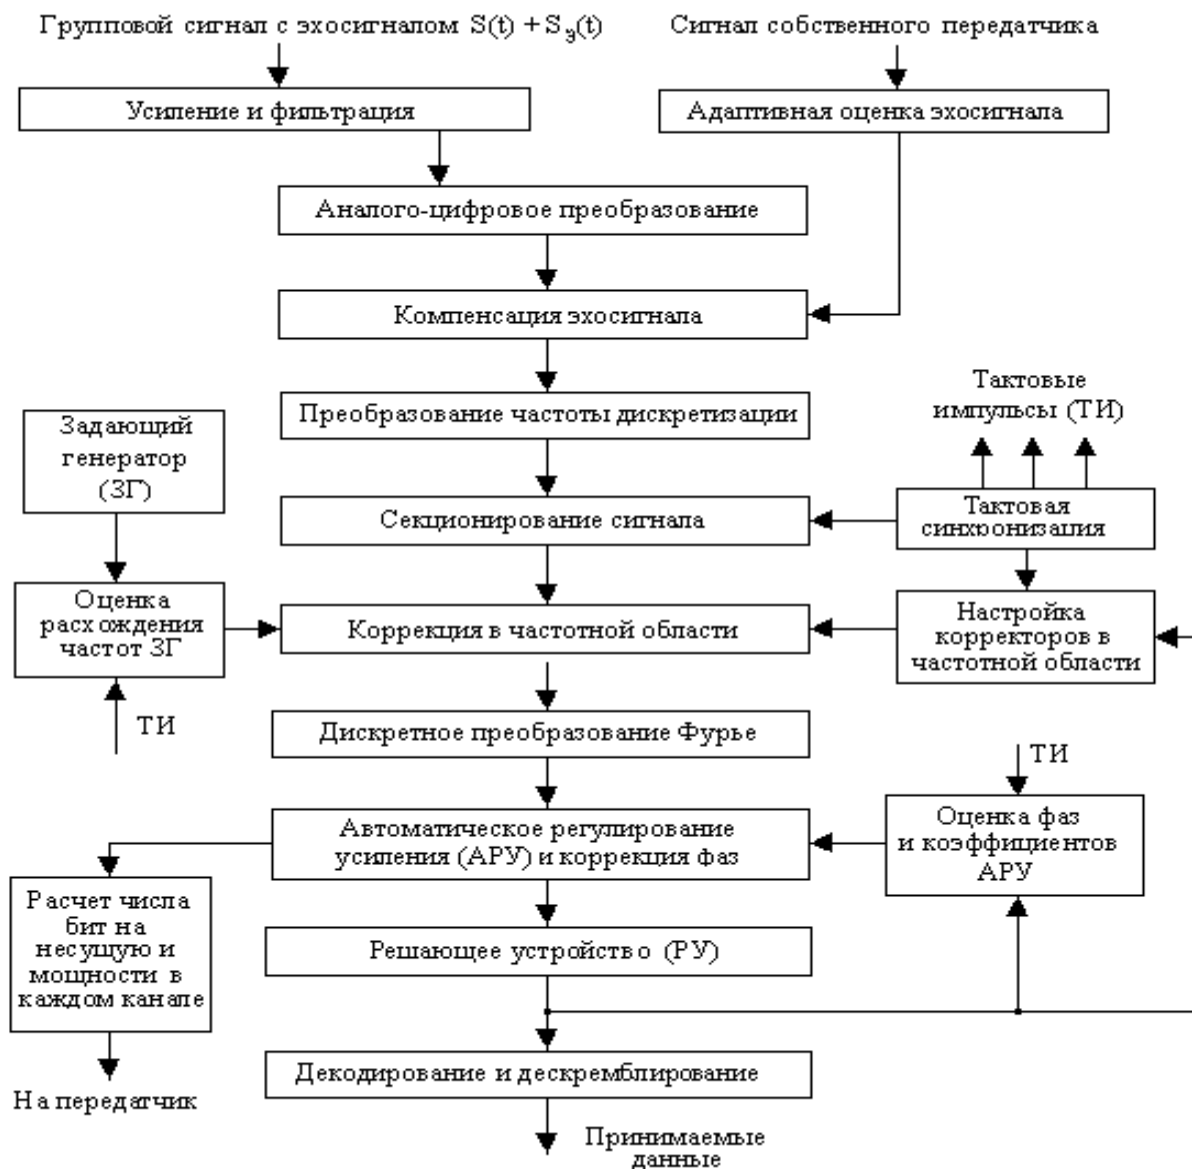 Групповой сигнал с эхосигналом S(t) + Sэ(t)
Сигнал собственного передатчика
Усиление и фильтрация
Адаптивная оценка эхосигнала
Аналого-цифровое преобразование
Компенсация эхосигнала
Преобразование частоты дискретизации
Тактовые
импульсы (ТИ)
Задающий
генератор
(ЗГ)
Секционирование сигнала
Тактовая
синхронизация
Оценка
расхождения
частот ЗГ
Коррекция в частотной области
Настройка
корректоров в
частотной области
ТИ
Дискретное преобразование Фурье
ТИ
Автоматическое регулирование
усиления (АРУ) и коррекция фаз
Оценка фаз
и коэффициентов
АРУ
Расчет числа
бит на
несущую и
мощности в
каждом канале
Решающее устройство (РУ)
Декодирование и дескремблирование
На передатчик
Принимаемые
данные